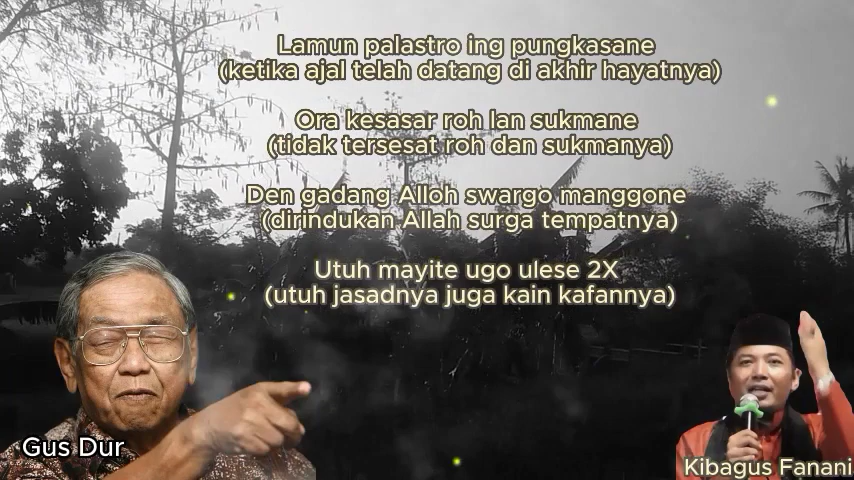 Lamun palastro ing pungkasane
(ketika ajal telah datang di akhir hayatnya)
Ora kesasar roh lan sukmane
(tidak tersesat roh dan sukmanya)
Den gadang Alloh swargo manggone
(dirindukan Allah surga tempatnya)
Utuh mayite ugo ulese 2X
(utuh jasadnya juga kain kafannya)
Gus Dur
Kibagus Fanani